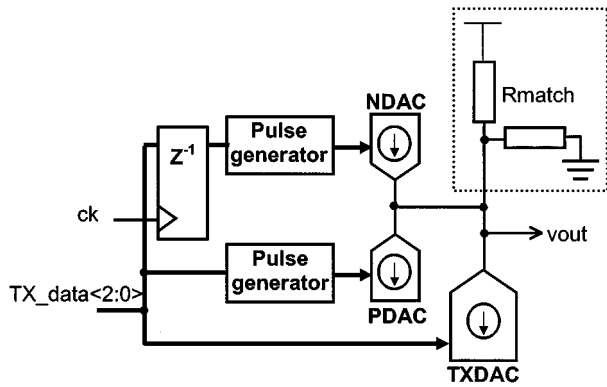 Rmatch
NDAC
Pulse
generator
Z-1
ck
vout
Pulse
generator
TX_data<2:0>
PDAC
TXDAC